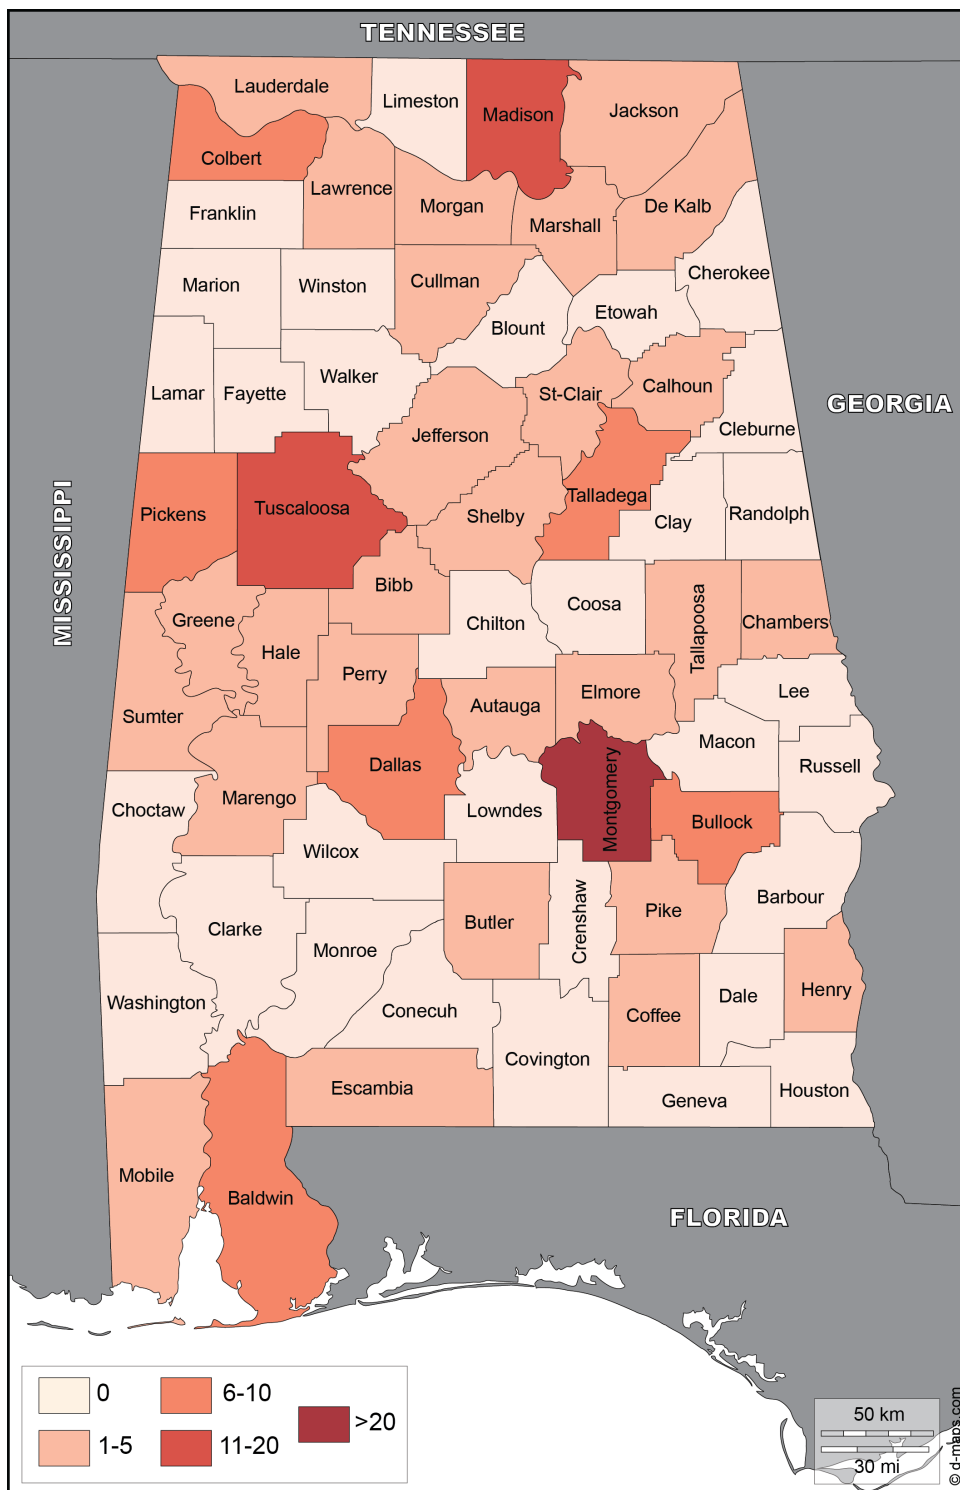 TENNESSEE
Lauderdale
Limeston
Madison
Jackson
Colbert
Lawrence
Franklin
Morgan
Marshall
De Kalb
Cherokee
Marion
Winston
Cullman
Blount
Etowah
Lamar
Fayette
Walker
St-Clair
Calhoun
GEORGIA
Jefferson
Cleburne
MISSISSIPPI
Pickens
Tuscaloosa
Shelby
Talladega
Clay
Randolph
Bibb
Greene
Chilton
Coosa
Tallapoosa
Chambers
Hale
Perry
Sumter
Autauga
Elmore
Lee
Macon
Dallas
Russell
Choctaw
Marengo
Lowndes
Montgomery
Bullock
Wilcox
Barbour
Clarke
Butler
Crenshaw
Pike
Monroe
Washington
Conecuh
Coffee
Dale
Henry
Covington
Escambia
Geneva
Houston
Mobile
Baldwin
FLORIDA
0
6-10
>20
1-5
11-20
50 km
30 mi
© d-maps.com